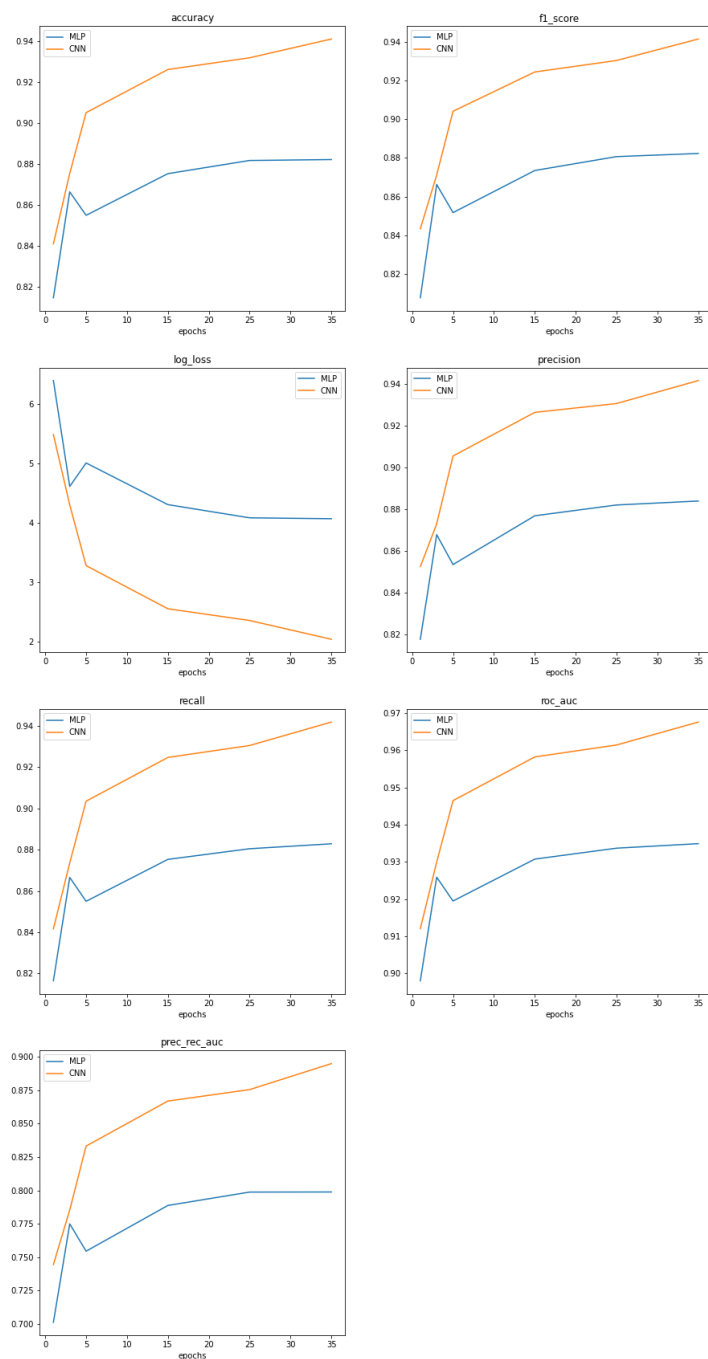 accuracy
MLP
CNN
0.94
0.92
0.90
0.88
0.86
0.84
0.82
0 5 10 15 20 25 30 35
epochs
f1_score
MLP
CNN
0.94
0.92
0.90
0.88
0.86
0.84
0.82
0 5 10 15 20 25 30 35
epochs
log_loss
MLP
CNN
6
5
4
3
2
0 5 10 15 20 25 30 35
epochs
precision
MLP
CNN
0.94
0.92
0.90
0.88
0.86
0.84
0.82
0 5 10 15 20 25 30 35
epochs
recall
MLP
CNN
0.94
0.92
0.90
0.88
0.86
0.84
0.82
0 5 10 15 20 25 30 35
epochs
roc_auc
MLP
CNN
0.97
0.96
0.95
0.94
0.93
0.92
0.91
0.90
0 5 10 15 20 25 30 35
epochs
prec_rec_auc
MLP
CNN
0.900
0.875
0.850
0.825
0.800
0.775
0.750
0.725
0.700
0 5 10 15 20 25 30 35
epochs